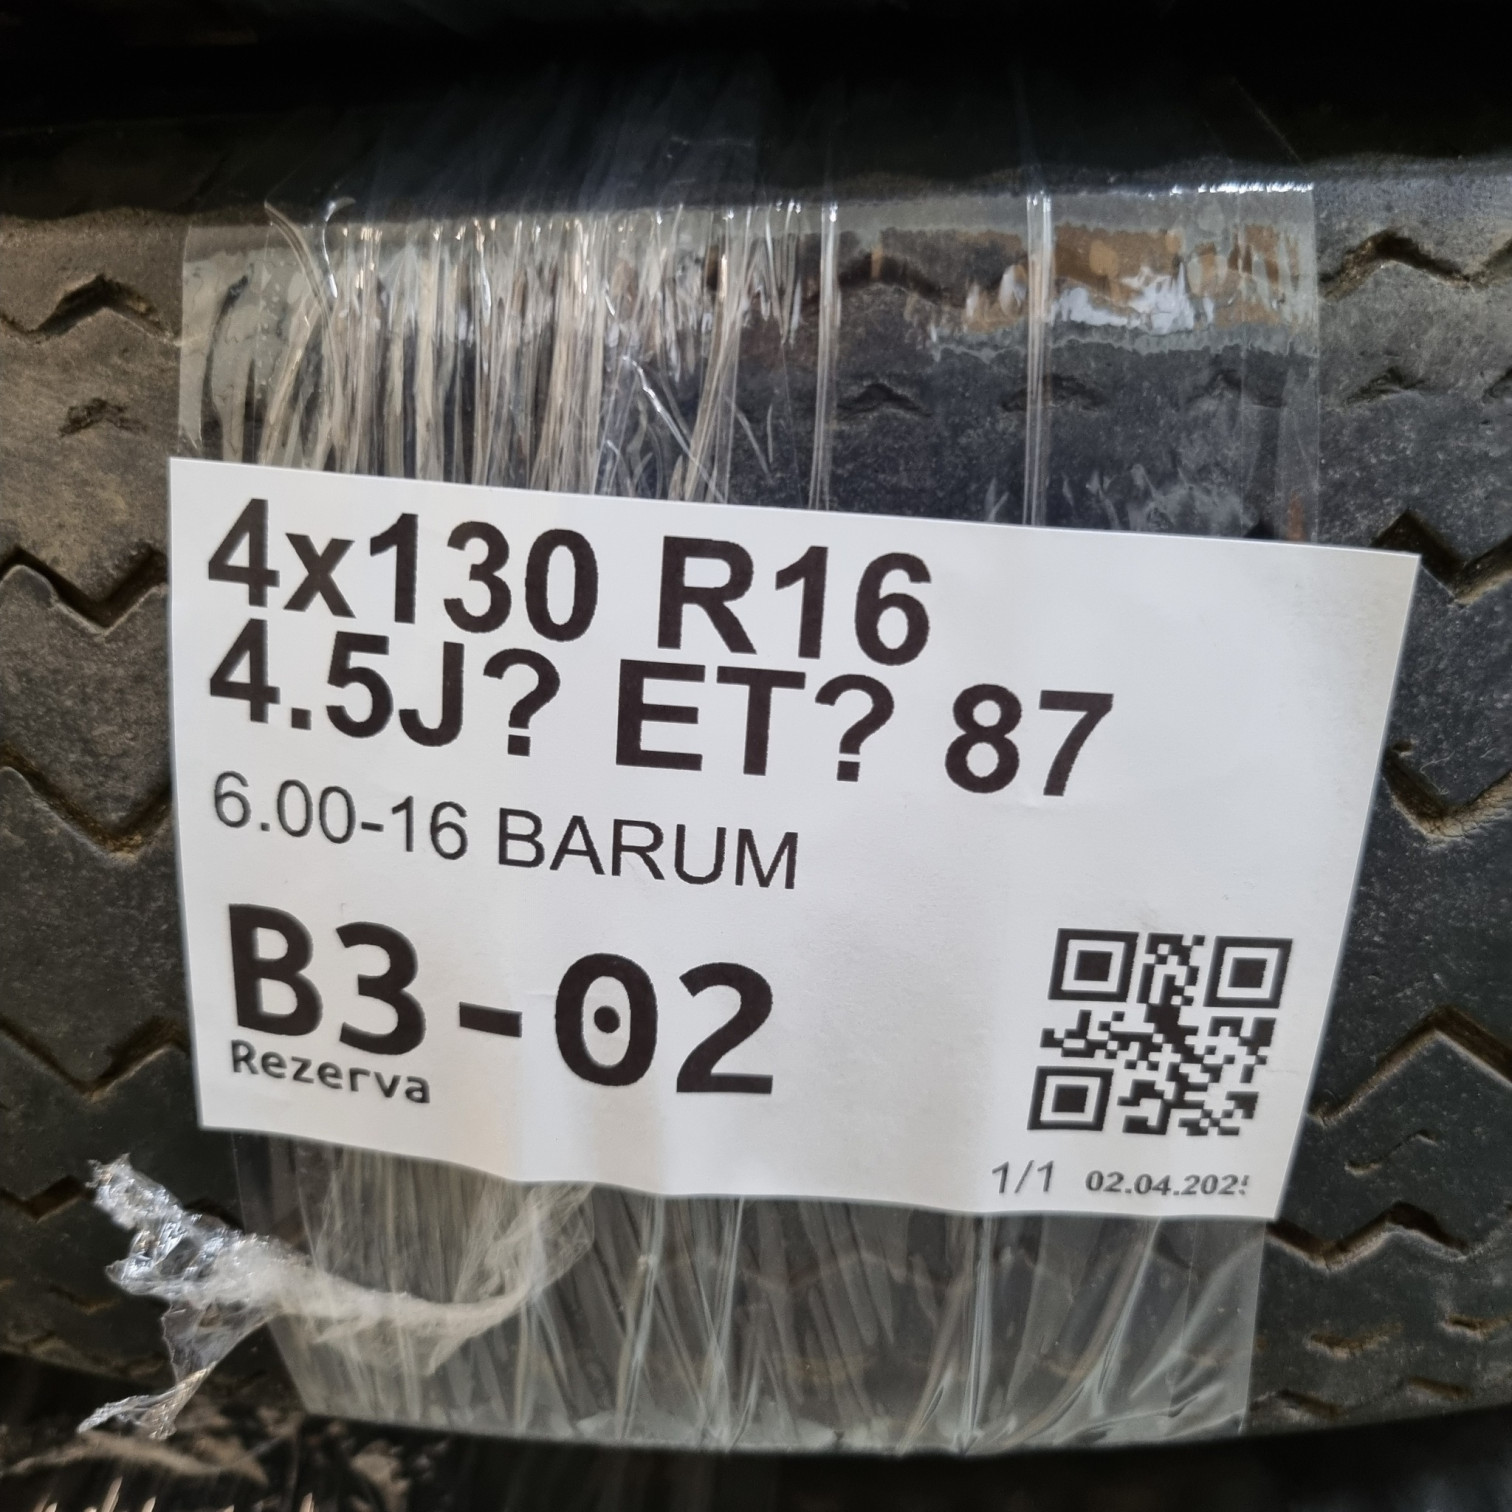 4x130 R16
4.5J? ET? 87
6.00-16 BARUM
B3-02
Rezerva
1/1 02.04.2025